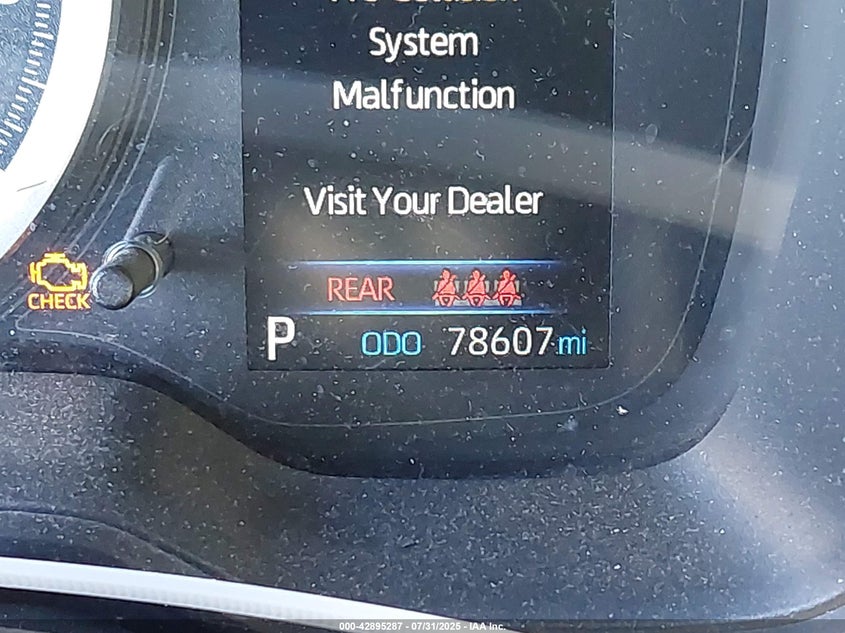 System
Malfunction
Visit Your Dealer
REAR
CHECK
P ODO 78607 mi
000-42895287 - 07/31/2025 - IAA Inc.